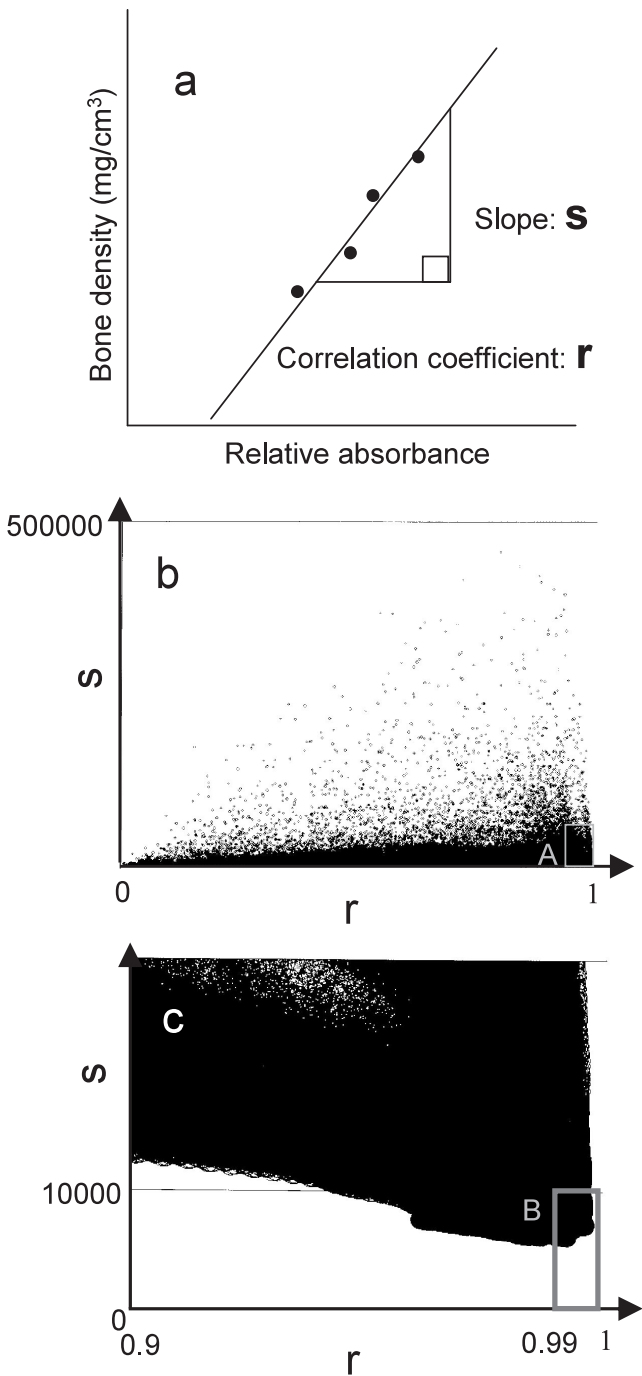 a
Bone density (mg/cm³)
Slope: s
Correlation coefficient: r
Relative absorbance
500000
b
s
A
0
1
r
c
s
10000
B
0
0.9
0.99
1
r